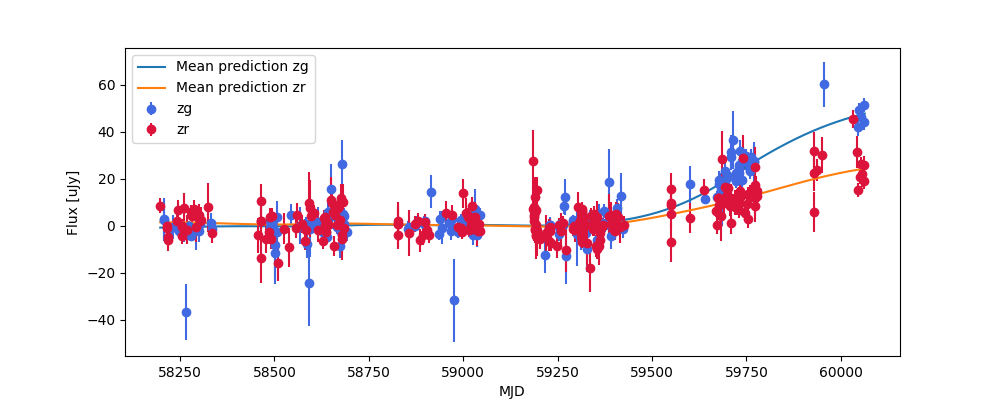 Mean prediction zg
Mean prediction zr
zg
zr
Flux [uJy]
60
40
20
0
−20
−40
58250
58500
58750
59000
59250
59500
59750
60000
MJD